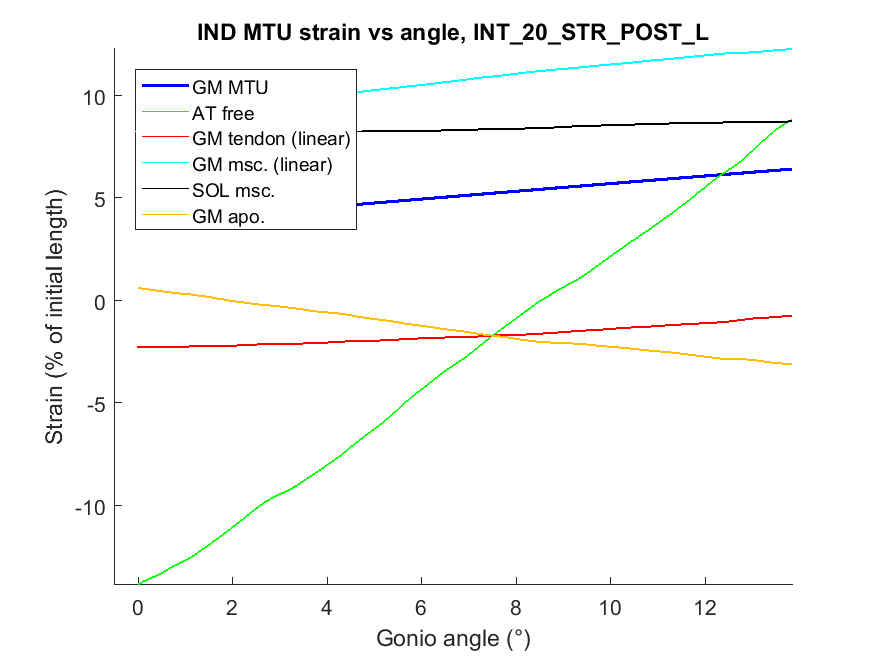 IND MTU strain vs angle, INT_20_STR_POST_L
GM MTU
AT free
GM tendon (linear)
GM msc. (linear)
SOL msc.
GM apo.
10
5
0
-5
-10
Strain (% of initial length)
0 2 4 6 8 10 12
Gonio angle (°)